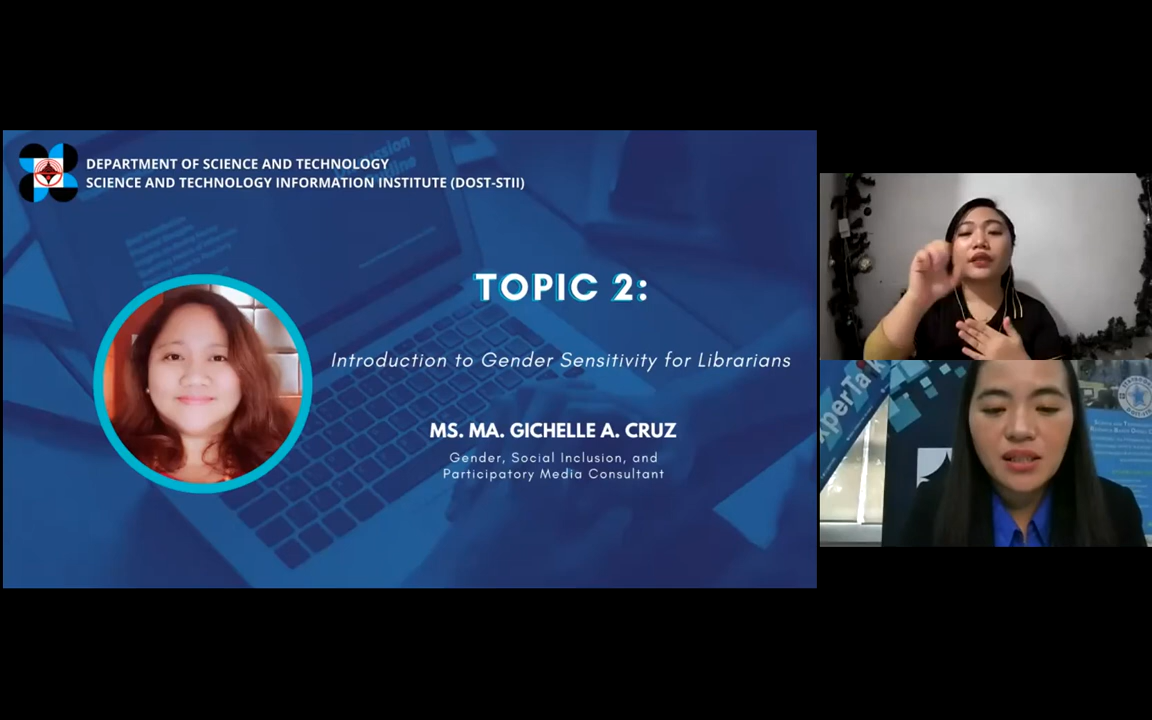 DEPARTMENT OF SCIENCE AND TECHNOLOGY
SCIENCE AND TECHNOLOGY INFORMATION INSTITUTE (DOST-STII)
TOPIC 2:
Introduction to Gender Sensitivity for Librarians
MS. MA. GICHELLE A. CRUZ
Gender, Social Inclusion, and
Participatory Media Consultant